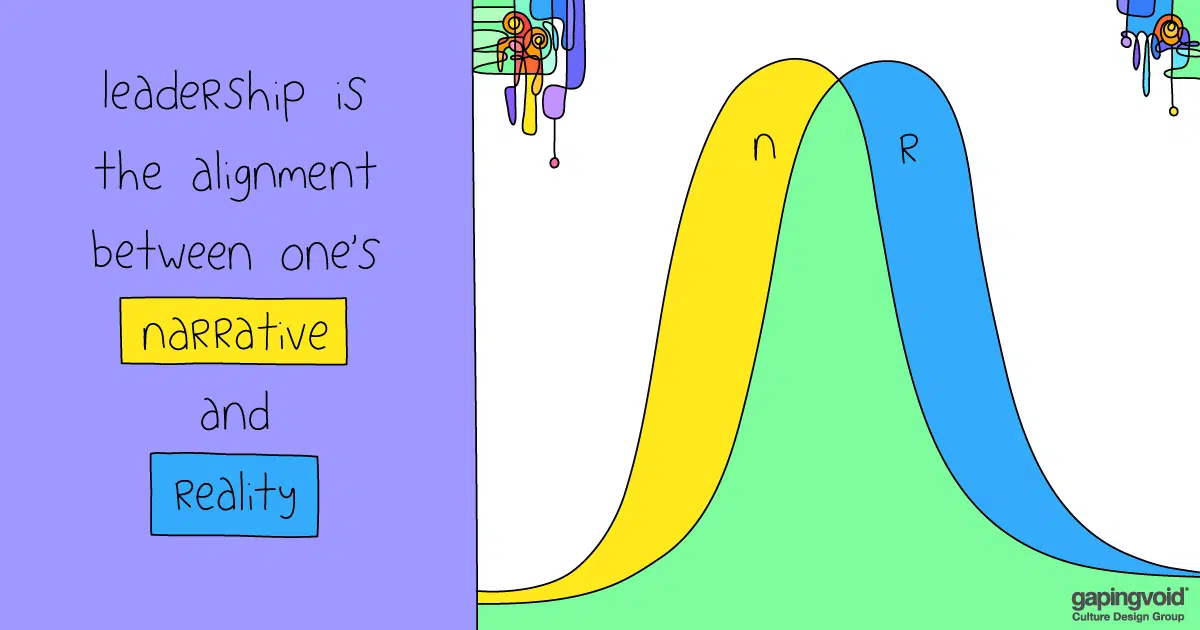 leadeRship is
the alignment
between one's
naRRative
and
Reality
n
R
gapingvoid®
Culture Design Group